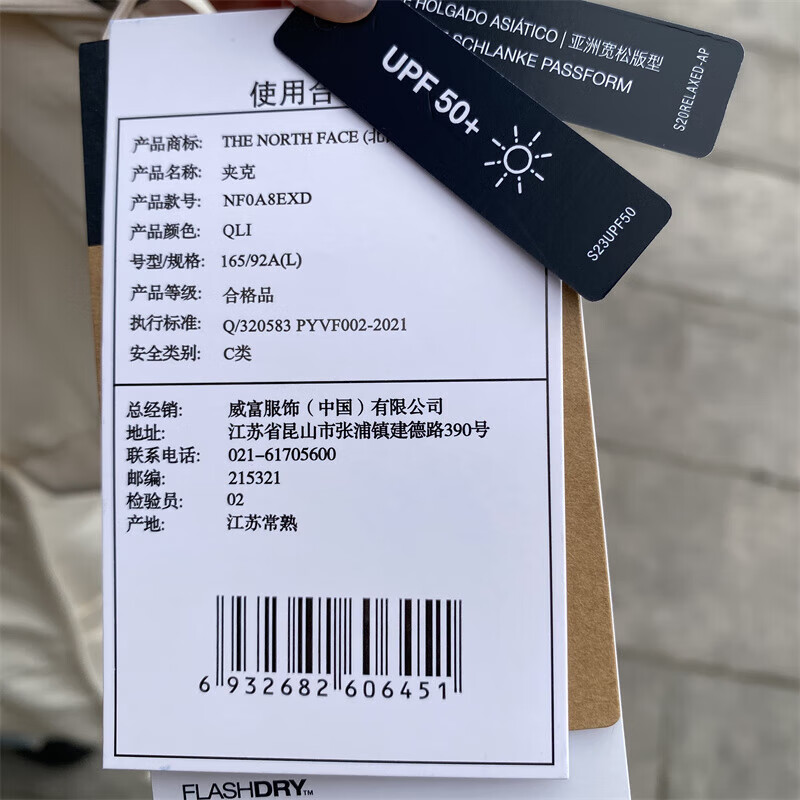 HOLGADO ASIÁTICO | 亚洲宽松版型
SCHLANKE PASSFORM
S20RELAXED-AP
UPF 50+
S23UPF50
使用合
产品商标: THE NORTH FACE (北
产品名称: 夹克
产品款号: NF0A8EXD
产品颜色: QLI
号型/规格: 165/92A(L)
产品等级: 合格品
执行标准: Q/320583 PYVF002-2021
安全类别: C类
总经销: 威富服饰（中国）有限公司
地址: 江苏省昆山市张浦镇建德路390号
联系电话: 021-61705600
邮编: 215321
检验员: 02
产地: 江苏常熟
6 932682 606451
FLASHDRY™